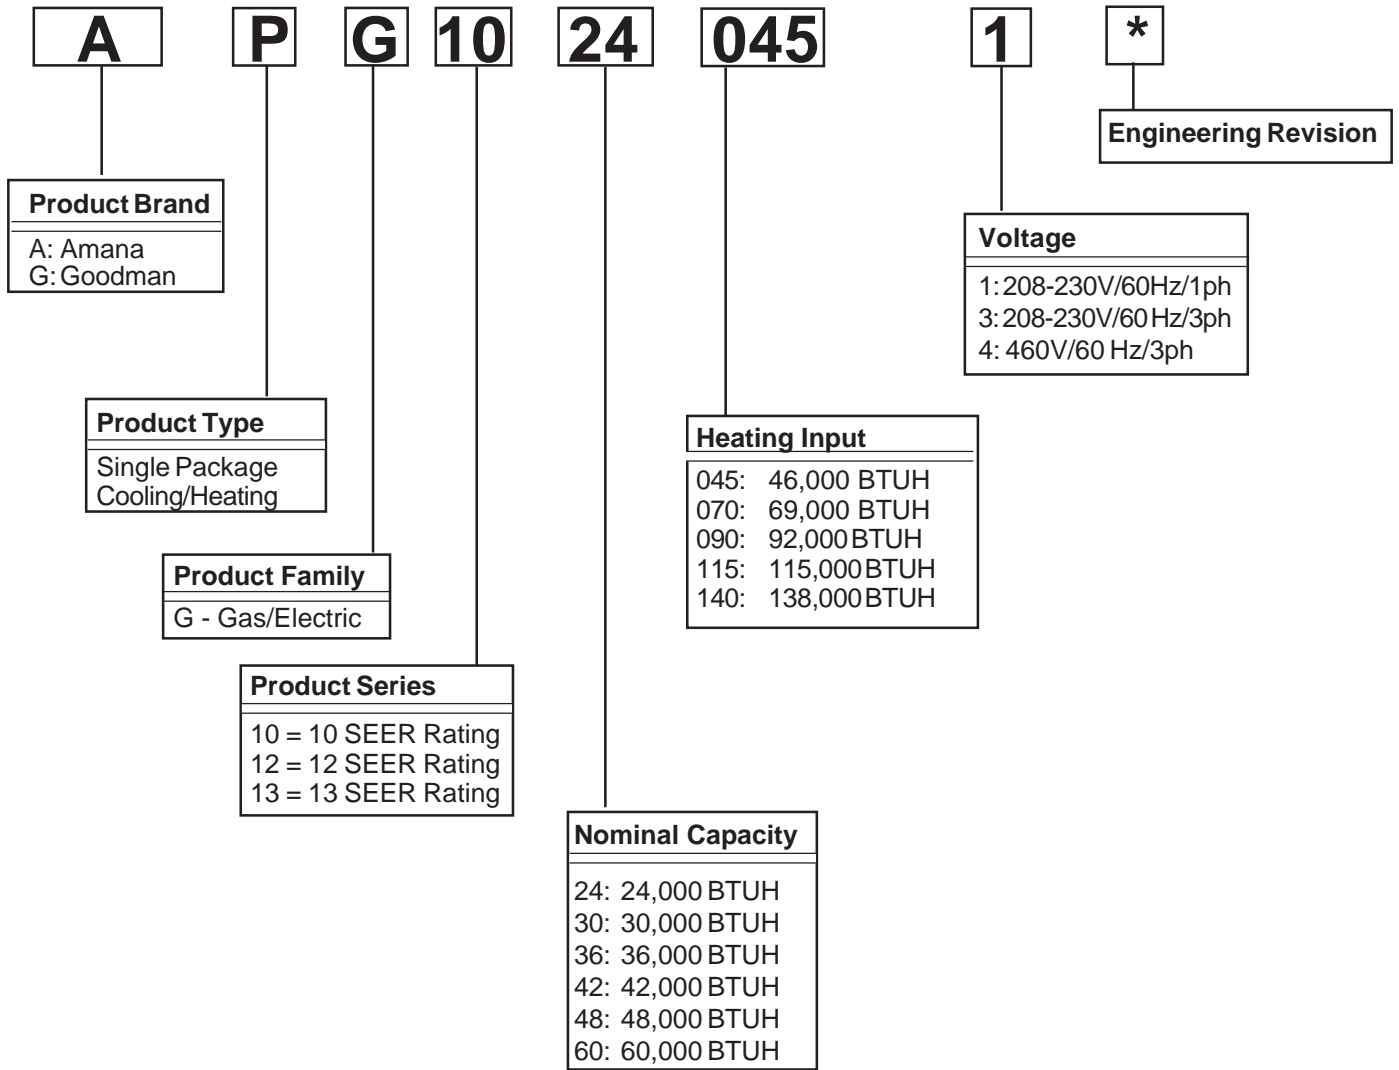 A P G 10 24 045 1 *
Engineering Revision
Product Brand
A: Amana
G: Goodman
Voltage
1: 208-230V/60Hz/1ph
3: 208-230V/60 Hz/3ph
4: 460V/60 Hz/3ph
Product Type
Single Package
Cooling/Heating
Heating Input
045: 46,000 BTUH
070: 69,000 BTUH
090: 92,000 BTUH
115: 115,000 BTUH
140: 138,000 BTUH
Product Family
G - Gas/Electric
Product Series
10 = 10 SEER Rating
12 = 12 SEER Rating
13 = 13 SEER Rating
Nominal Capacity
24: 24,000 BTUH
30: 30,000 BTUH
36: 36,000 BTUH
42: 42,000 BTUH
48: 48,000 BTUH
60: 60,000 BTUH